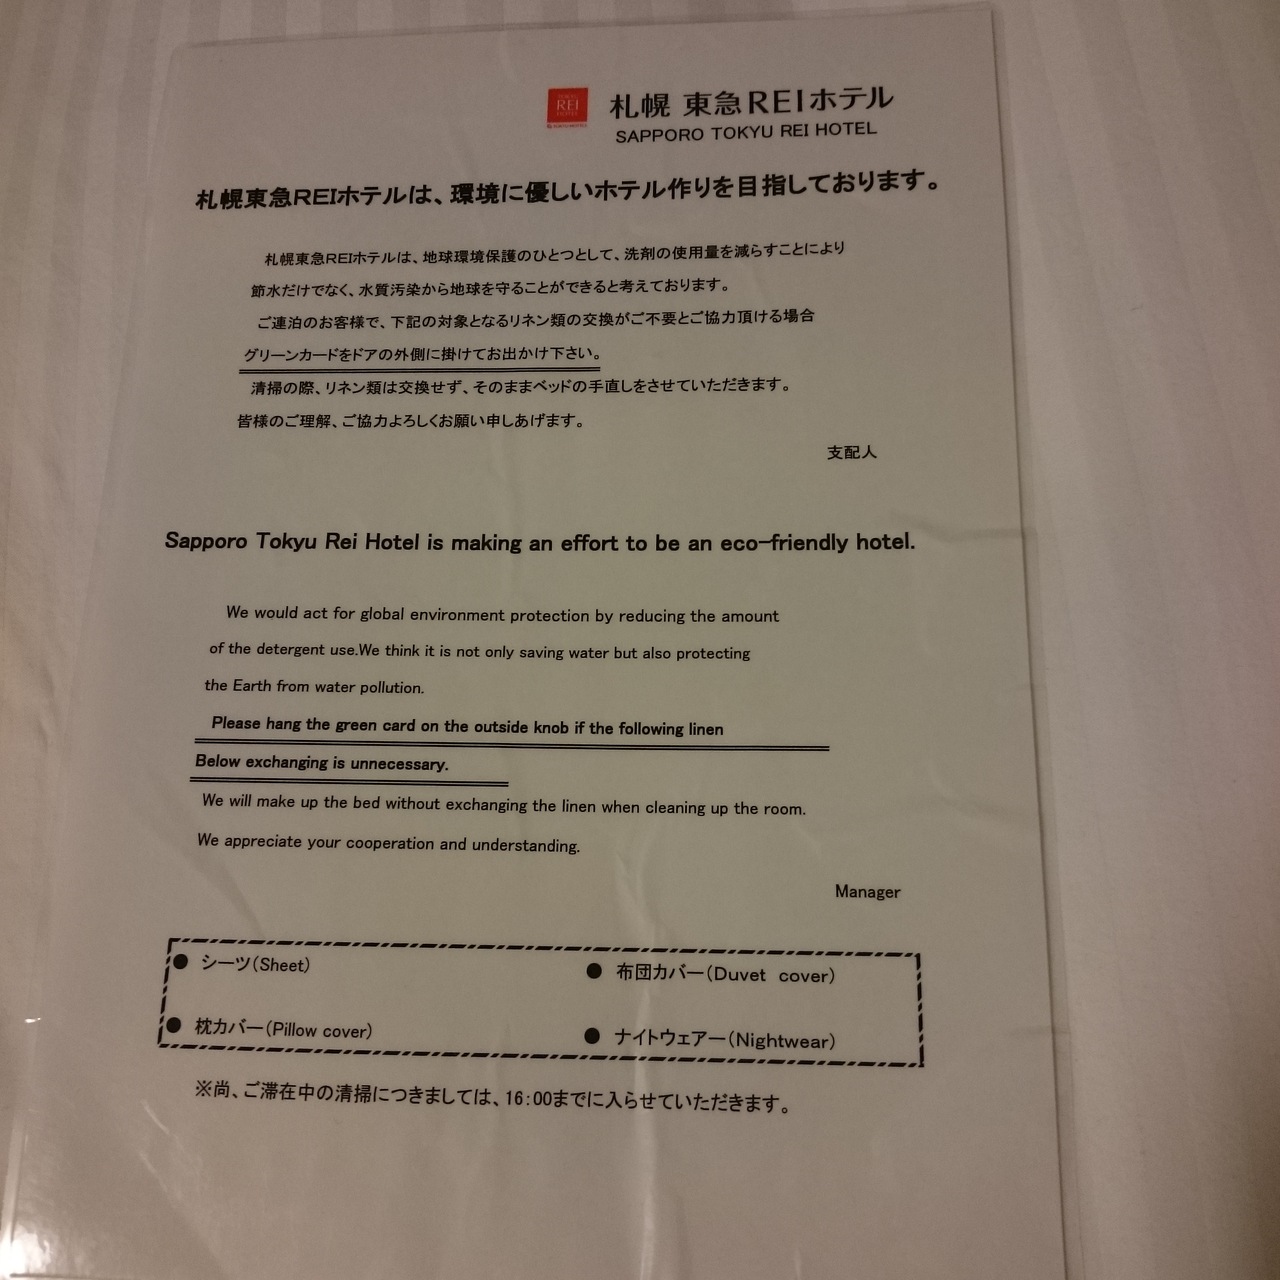 REI
札幌 東急REIホテル
SAPPORO TOKYU REI HOTEL
札幌東急REIホテルは、環境に優しいホテル作りを目指しております。
札幌東急REIホテルは、地球環境保護のひとつとして、洗剤の使用量を減らすことにより
節水だけでなく、水質汚染から地球を守ることができると考えております。
ご連泊のお客様で、下記の対象となるリネン類の交換がご不要とご協力頂ける場合
グリーンカードをドアの外側に掛けてお出かけ下さい。
清掃の際、リネン類は交換せず、そのままベッドの手直しをさせていただきます。
皆様のご理解、ご協力よろしくお願い申しあげます。
支配人
Sapporo Tokyu Rei Hotel is making an effort to be an eco-friendly hotel.
We would act for global environment protection by reducing the amount
of the detergent use.We think it is not only saving water but also protecting
the Earth from water pollution.
Please hang the green card on the outside knob if the following linen
Below exchanging is unnecessary.
We will make up the bed without exchanging the linen when cleaning up the room.
We appreciate your cooperation and understanding.
Manager
● シーツ(Sheet) ● 布団カバー(Duvet cover)
● 枕カバー(Pillow cover) ● ナイトウェアー(Nightwear)
※尚、ご滞在中の清掃につきましては、16:00までに入らせていただきます。